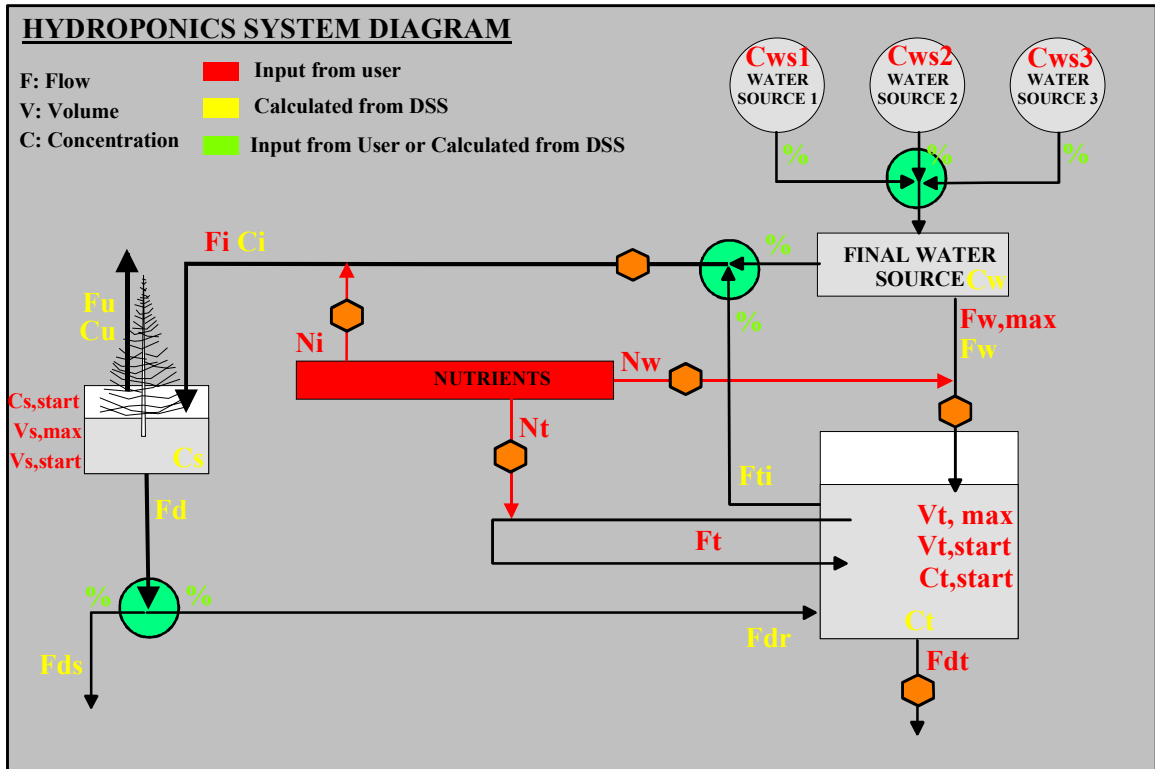 HYDROPONICS SYSTEM DIAGRAM
F: Flow
V: Volume
C: Concentration
Input from user
Calculated from DSS
Input from User or Calculated from DSS
Cws1
WATER
SOURCE 1
Cws2
WATER
SOURCE 2
Cws3
WATER
SOURCE 3
%
%
%
Fi Ci
%
FINAL WATER
SOURCE
Cw
Fu
Cu
%
Fw,max
Fw
Ni
Nw
NUTRIENTS
Cs,start
Vs,max
Vs,start
Cs
Nt
Fti
Fd
Ft
Vt, max
Vt,start
Ct,start
% %
Ct
Fdr
Fds
Fdt